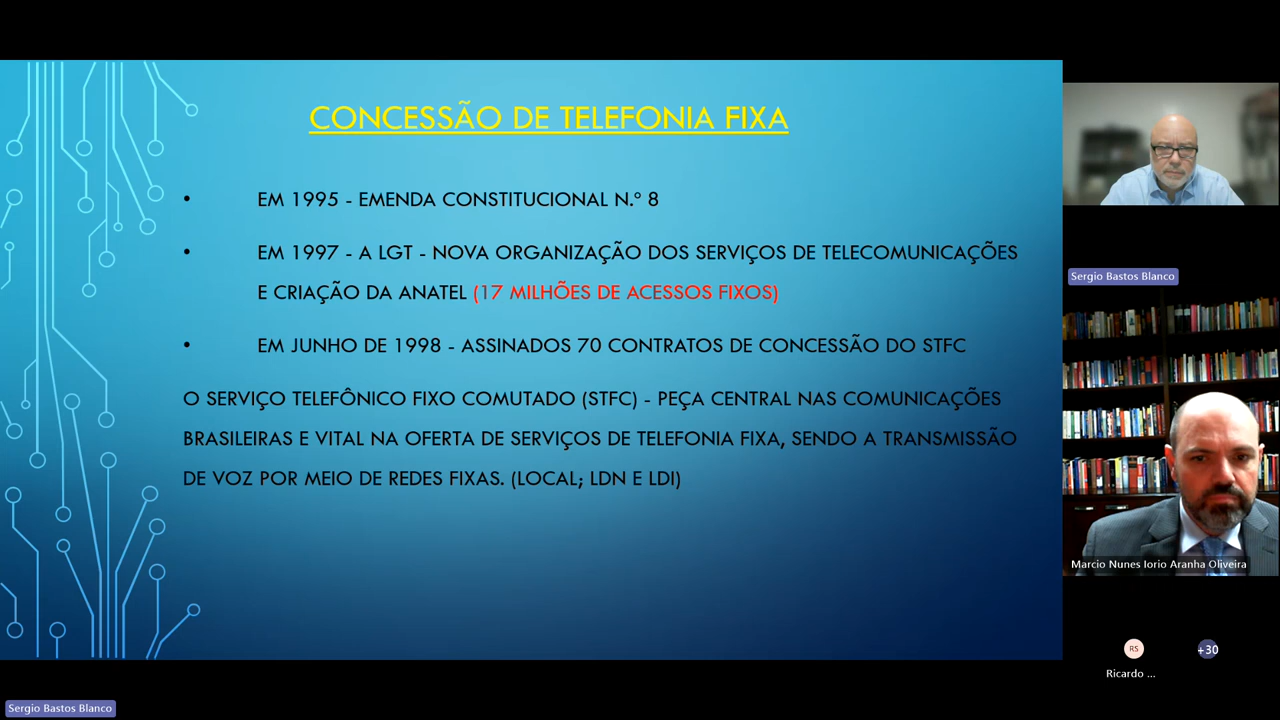 CONCESSÃO DE TELEFONIA FIXA
• EM 1995 - EMENDA CONSTITUCIONAL N.º 8
• EM 1997 - A LGT - NOVA ORGANIZAÇÃO DOS SERVIÇOS DE TELECOMUNICAÇÕES
E CRIAÇÃO DA ANATEL (17 MILHÕES DE ACESSOS FIXOS)
• EM JUNHO DE 1998 - ASSINADOS 70 CONTRATOS DE CONCESSÃO DO STFC
O SERVIÇO TELEFÔNICO FIXO COMUTADO (STFC) - PEÇA CENTRAL NAS COMUNICAÇÕES
BRASILEIRAS E VITAL NA OFERTA DE SERVIÇOS DE TELEFONIA FIXA, SENDO A TRANSMISSÃO
DE VOZ POR MEIO DE REDES FIXAS. (LOCAL; LDN E LDI)
Sergio Bastos Blanco
Marcio Nunes Iorio Aranha Oliveira
RS
+30
Ricardo ...
Sergio Bastos Blanco